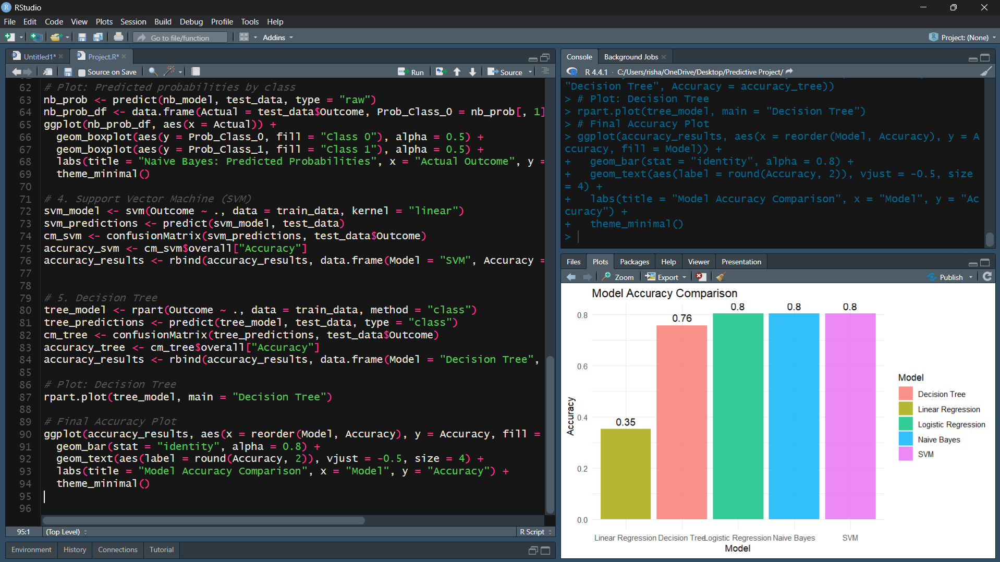 RStudio
File Edit Code View Plots Session Build Debug Profile Tools Help
Go to file/function Addins Project: (None)
Untitled1* Project.R*
Source on Save Run Source
62 # Plot: Predicted probabilities by class
63 nb_prob <- predict(nb_model, test_data, type = "raw")
64 nb_prob_df <- data.frame(Actual = test_data$Outcome, Prob_Class_0 = nb_prob[, 1]
65 ggplot(nb_prob_df, aes(x = Actual)) +
66   geom_boxplot(aes(y = Prob_Class_0, fill = "Class 0"), alpha = 0.5) +
67   geom_boxplot(aes(y = Prob_Class_1, fill = "Class 1"), alpha = 0.5) +
68   labs(title = "Naive Bayes: Predicted Probabilities", x = "Actual Outcome", y =
69   theme_minimal()
70
71 # 4. Support Vector Machine (SVM)
72 svm_model <- svm(Outcome ~ ., data = train_data, kernel = "linear")
73 svm_predictions <- predict(svm_model, test_data)
74 cm_svm <- confusionMatrix(svm_predictions, test_data$Outcome)
75 accuracy_svm <- cm_svm$overall["Accuracy"]
76 accuracy_results <- rbind(accuracy_results, data.frame(Model = "SVM", Accuracy =
77
78
79 # 5. Decision Tree
80 tree_model <- rpart(Outcome ~ ., data = train_data, method = "class")
81 tree_predictions <- predict(tree_model, test_data, type = "class")
82 cm_tree <- confusionMatrix(tree_predictions, test_data$Outcome)
83 accuracy_tree <- cm_tree$overall["Accuracy"]
84 accuracy_results <- rbind(accuracy_results, data.frame(Model = "Decision Tree",
85
86 # Plot: Decision Tree
87 rpart.plot(tree_model, main = "Decision Tree")
88
89 # Final Accuracy Plot
90 ggplot(accuracy_results, aes(x = reorder(Model, Accuracy), y = Accuracy, fill =
91   geom_bar(stat = "identity", alpha = 0.8) +
92   geom_text(aes(label = round(Accuracy, 2)), vjust = -0.5, size = 4) +
93   labs(title = "Model Accuracy Comparison", x = "Model", y = "Accuracy") +
94   theme_minimal()
95
96
95:1 (Top Level) R Script
Environment History Connections Tutorial
Console Background Jobs
R 4.4.1 · C:/Users/risha/OneDrive/Desktop/Predictive Project/
"Decision Tree", Accuracy = accuracy_tree))
> # Plot: Decision Tree
> rpart.plot(tree_model, main = "Decision Tree")
> # Final Accuracy Plot
> ggplot(accuracy_results, aes(x = reorder(Model, Accuracy), y = A
ccuracy, fill = Model)) +
+   geom_bar(stat = "identity", alpha = 0.8) +
+   geom_text(aes(label = round(Accuracy, 2)), vjust = -0.5, size
= 4) +
+   labs(title = "Model Accuracy Comparison", x = "Model", y = "Ac
curacy") +
+   theme_minimal()
>
Files Plots Packages Help Viewer Presentation
Zoom Export Publish
Model Accuracy Comparison
0.35 0.76 0.8 0.8 0.8
0.8
0.6
0.4
0.2
0.0
Accuracy
Linear Regression Decision Tree Logistic Regression Naive Bayes SVM
Model
Model
Decision Tree
Linear Regression
Logistic Regression
Naive Bayes
SVM